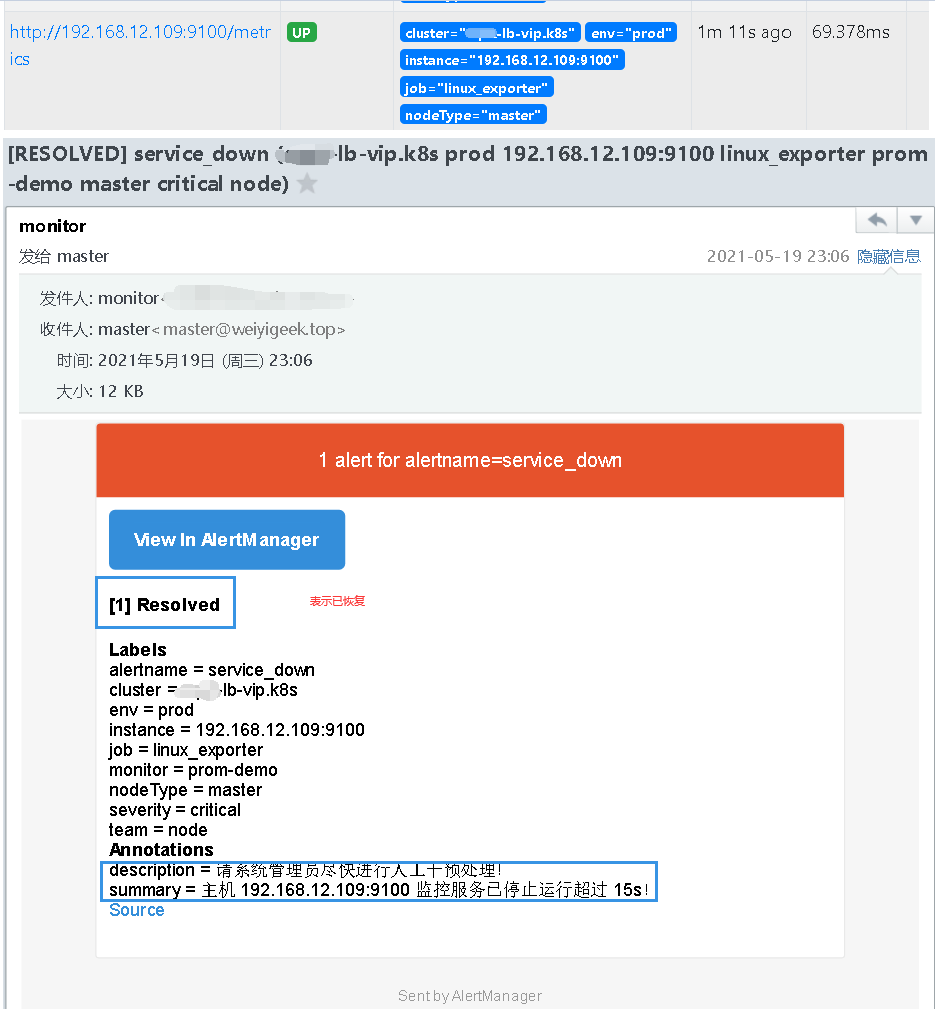 http://192.168.12.109:9100/metr
ics
UP
cluster="-lb-vip.k8s" env="prod"
instance="192.168.12.109:9100"
job="linux_exporter"
nodeType="master"
1m 11s ago
69.378ms
[RESOLVED] service_down (-lb-vip.k8s prod 192.168.12.109:9100 linux_exporter prom
-demo master critical node)
monitor
发给 master
2021-05-19 23:06 隐藏信息
发件人: monitor
收件人: master<master@weiyigeek.top>
时间: 2021年5月19日 (周三) 23:06
大小: 12 KB
1 alert for alertname=service_down
View In AlertManager
[1] Resolved
表示已恢复
Labels
alertname = service_down
cluster = -lb-vip.k8s
env = prod
instance = 192.168.12.109:9100
job = linux_exporter
monitor = prom-demo
nodeType = master
severity = critical
team = node
Annotations
description = 请系统管理员尽快进行人工干预处理!
summary = 主机 192.168.12.109:9100 监控服务已停止运行超过 15s!
Source
Sent by AlertManager